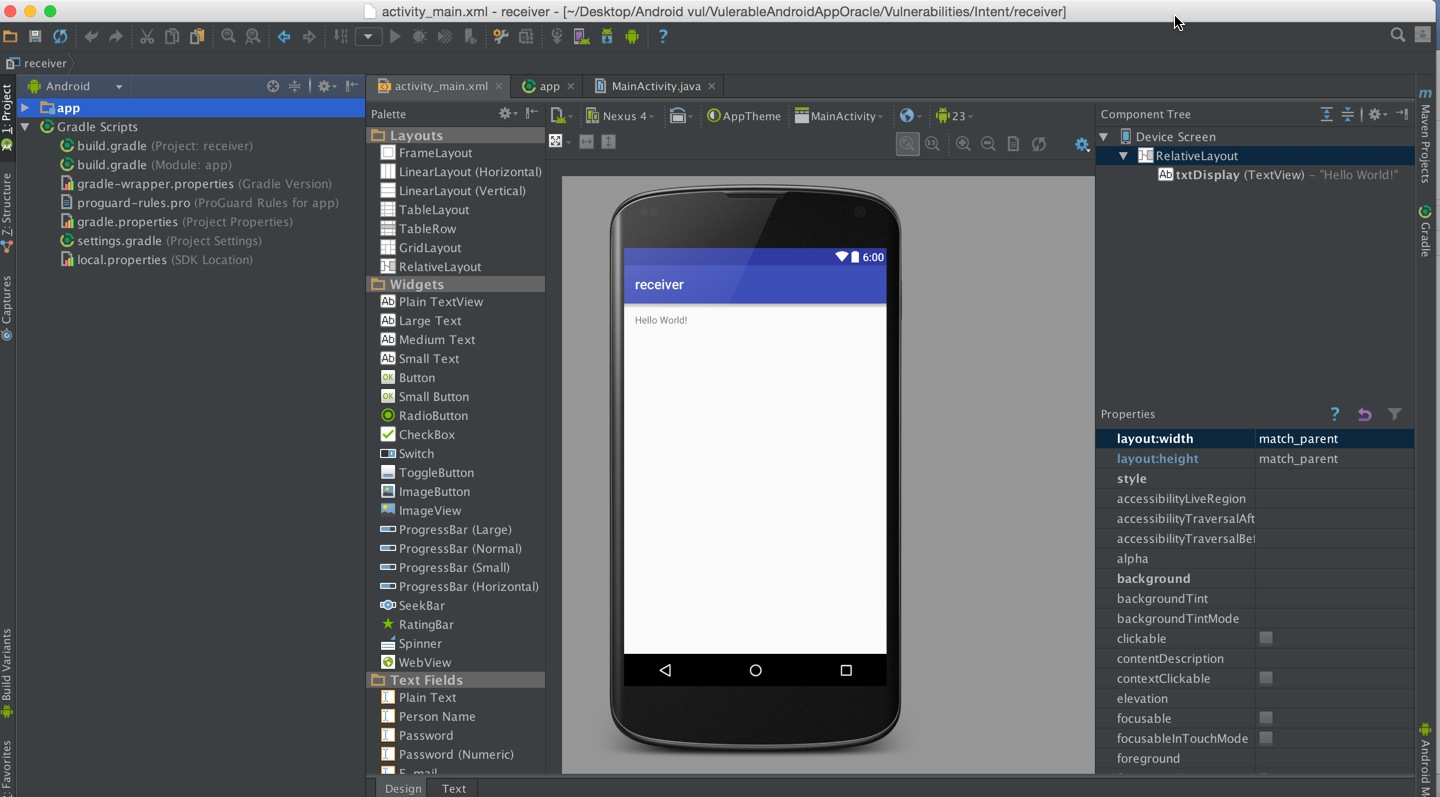 activity_main.xml - receiver - [~/Desktop/Android vul/VulerableAndroidAppOracle/Vulnerabilities/Intent/receiver]
receiver
1: Project
Z: Structure
Captures
Build Variants
Favorites
Android
app
Gradle Scripts
build.gradle (Project: receiver)
build.gradle (Module: app)
gradle-wrapper.properties (Gradle Version)
proguard-rules.pro (ProGuard Rules for app)
gradle.properties (Project Properties)
settings.gradle (Project Settings)
local.properties (SDK Location)
activity_main.xml
app
MainActivity.java
Palette
Layouts
FrameLayout
LinearLayout (Horizontal)
LinearLayout (Vertical)
TableLayout
TableRow
GridLayout
RelativeLayout
Widgets
Ab Plain TextView
Ab Large Text
Ab Medium Text
Ab Small Text
OK Button
OK Small Button
RadioButton
CheckBox
Switch
ToggleButton
ImageButton
ImageView
ProgressBar (Large)
ProgressBar (Normal)
ProgressBar (Small)
ProgressBar (Horizontal)
SeekBar
RatingBar
Spinner
WebView
Text Fields
Plain Text
Person Name
Password
Password (Numeric)
E-mail
Design
Text
Nexus 4
AppTheme
MainActivity
23
6:00
receiver
Hello World!
Component Tree
Device Screen
RelativeLayout
Ab txtDisplay (TextView) – "Hello World!"
Properties
layout:width match_parent
layout:height match_parent
style
accessibilityLiveRegion
accessibilityTraversalAft
accessibilityTraversalBef
alpha
background
backgroundTint
backgroundTintMode
clickable
contentDescription
contextClickable
elevation
focusable
focusableInTouchMode
foreground
m Maven Projects
Gradle
Android M